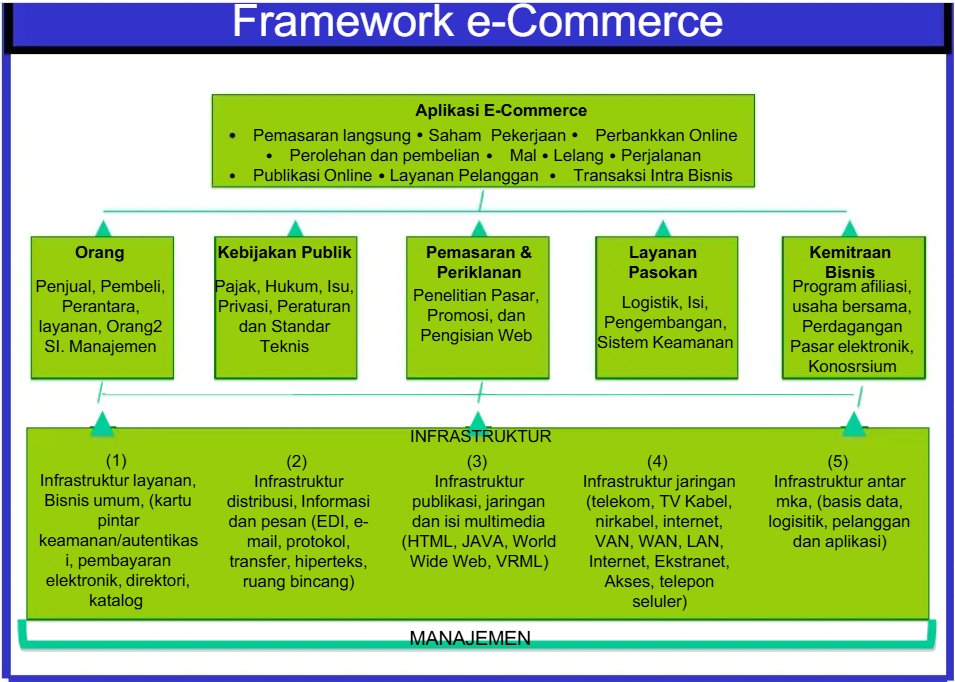 Framework e-Commerce
Aplikasi E-Commerce
• Pemasaran langsung • Saham Pekerjaan • Perbankkan Online
• Perolehan dan pembelian • Mal • Lelang • Perjalanan
• Publikasi Online • Layanan Pelanggan • Transaksi Intra Bisnis
Orang
Penjual, Pembeli,
Perantara,
layanan, Orang2
SI. Manajemen
Kebijakan Publik
Pajak, Hukum, Isu,
Privasi, Peraturan
dan Standar
Teknis
Pemasaran &
Periklanan
Penelitian Pasar,
Promosi, dan
Pengisian Web
Layanan
Pasokan
Logistik, Isi,
Pengembangan,
Sistem Keamanan
Kemitraan
Bisnis
Program afiliasi,
usaha bersama,
Perdagangan
Pasar elektronik,
Konosrsium
INFRASTRUKTUR
(1)
Infrastruktur layanan,
Bisnis umum, (kartu
pintar
keamanan/autentikas
i, pembayaran
elektronik, direktori,
katalog
(2)
Infrastruktur
distribusi, Informasi
dan pesan (EDI, e-
mail, protokol,
transfer, hiperteks,
ruang bincang)
(3)
Infrastruktur
publikasi, jaringan
dan isi multimedia
(HTML, JAVA, World
Wide Web, VRML)
(4)
Infrastruktur jaringan
(telekom, TV Kabel,
nirkabel, internet,
VAN, WAN, LAN,
Internet, Ekstranet,
Akses, telepon
seluler)
(5)
Infrastruktur antar
mka, (basis data,
logisitik, pelanggan
dan aplikasi)
MANAJEMEN